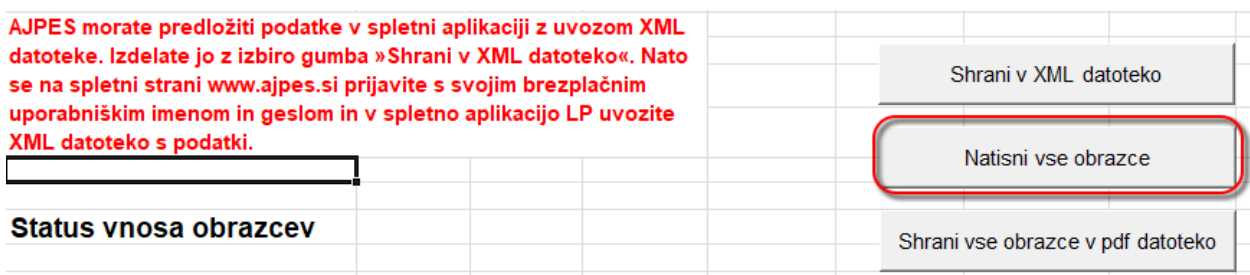 AJPES morate predložiti podatke v spletni aplikaciji z uvozom XML
datoteke. Izdelate jo z izbiro gumba »Shrani v XML datoteko«. Nato
se na spletni strani www.ajpes.si prijavite s svojim brezplačnim
uporabniškim imenom in geslom in v spletno aplikacijo LP uvozite
XML datoteko s podatki.
Shrani v XML datoteko
Natisni vse obrazce
Status vnosa obrazcev
Shrani vse obrazce v pdf datoteko